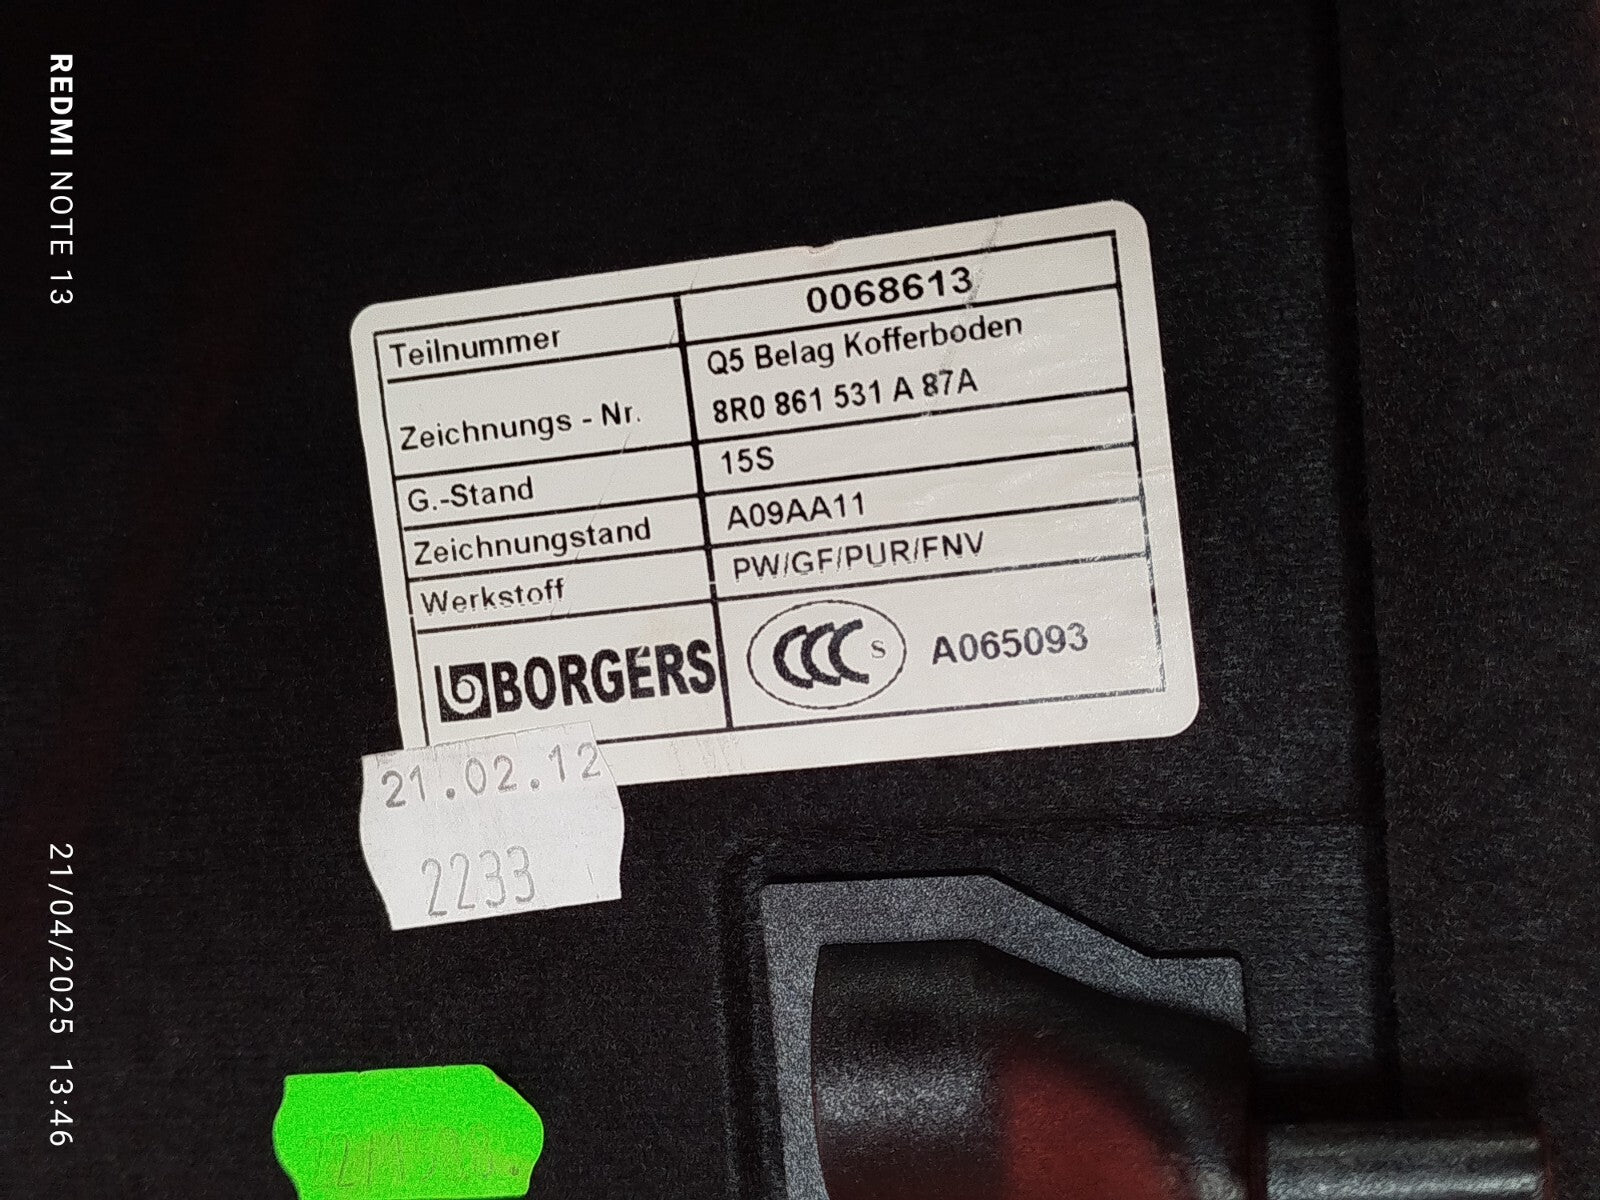 Teilnummer 0068613
Zeichnungs - Nr. Q5 Belag Kofferboden
8R0 861 531 A 87A
G.-Stand 15S
Zeichnungstand A09AA11
Werkstoff PW/GF/PUR/FNV
BORGERS CCC S A065093
21.02.12
2233
REDMI NOTE 13
21/04/2025 13:46